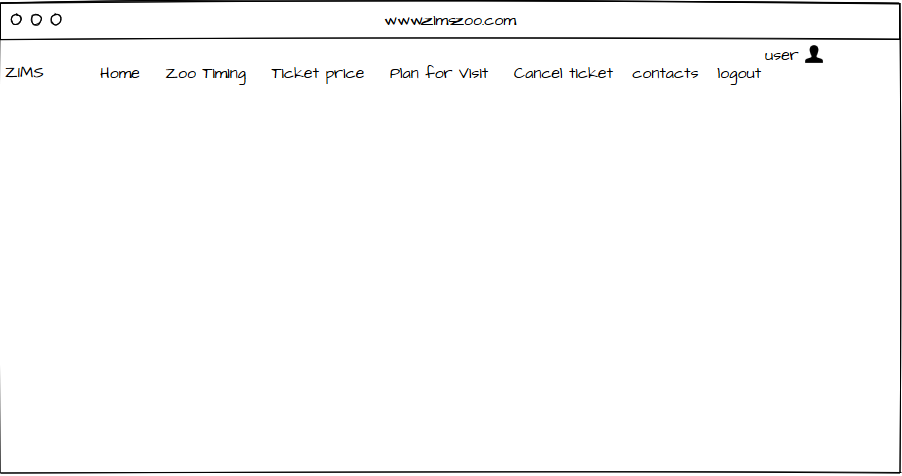 www.zimszoo.com
user
ZIMS Home Zoo Timing Ticket price Plan for Visit Cancel ticket contacts logout